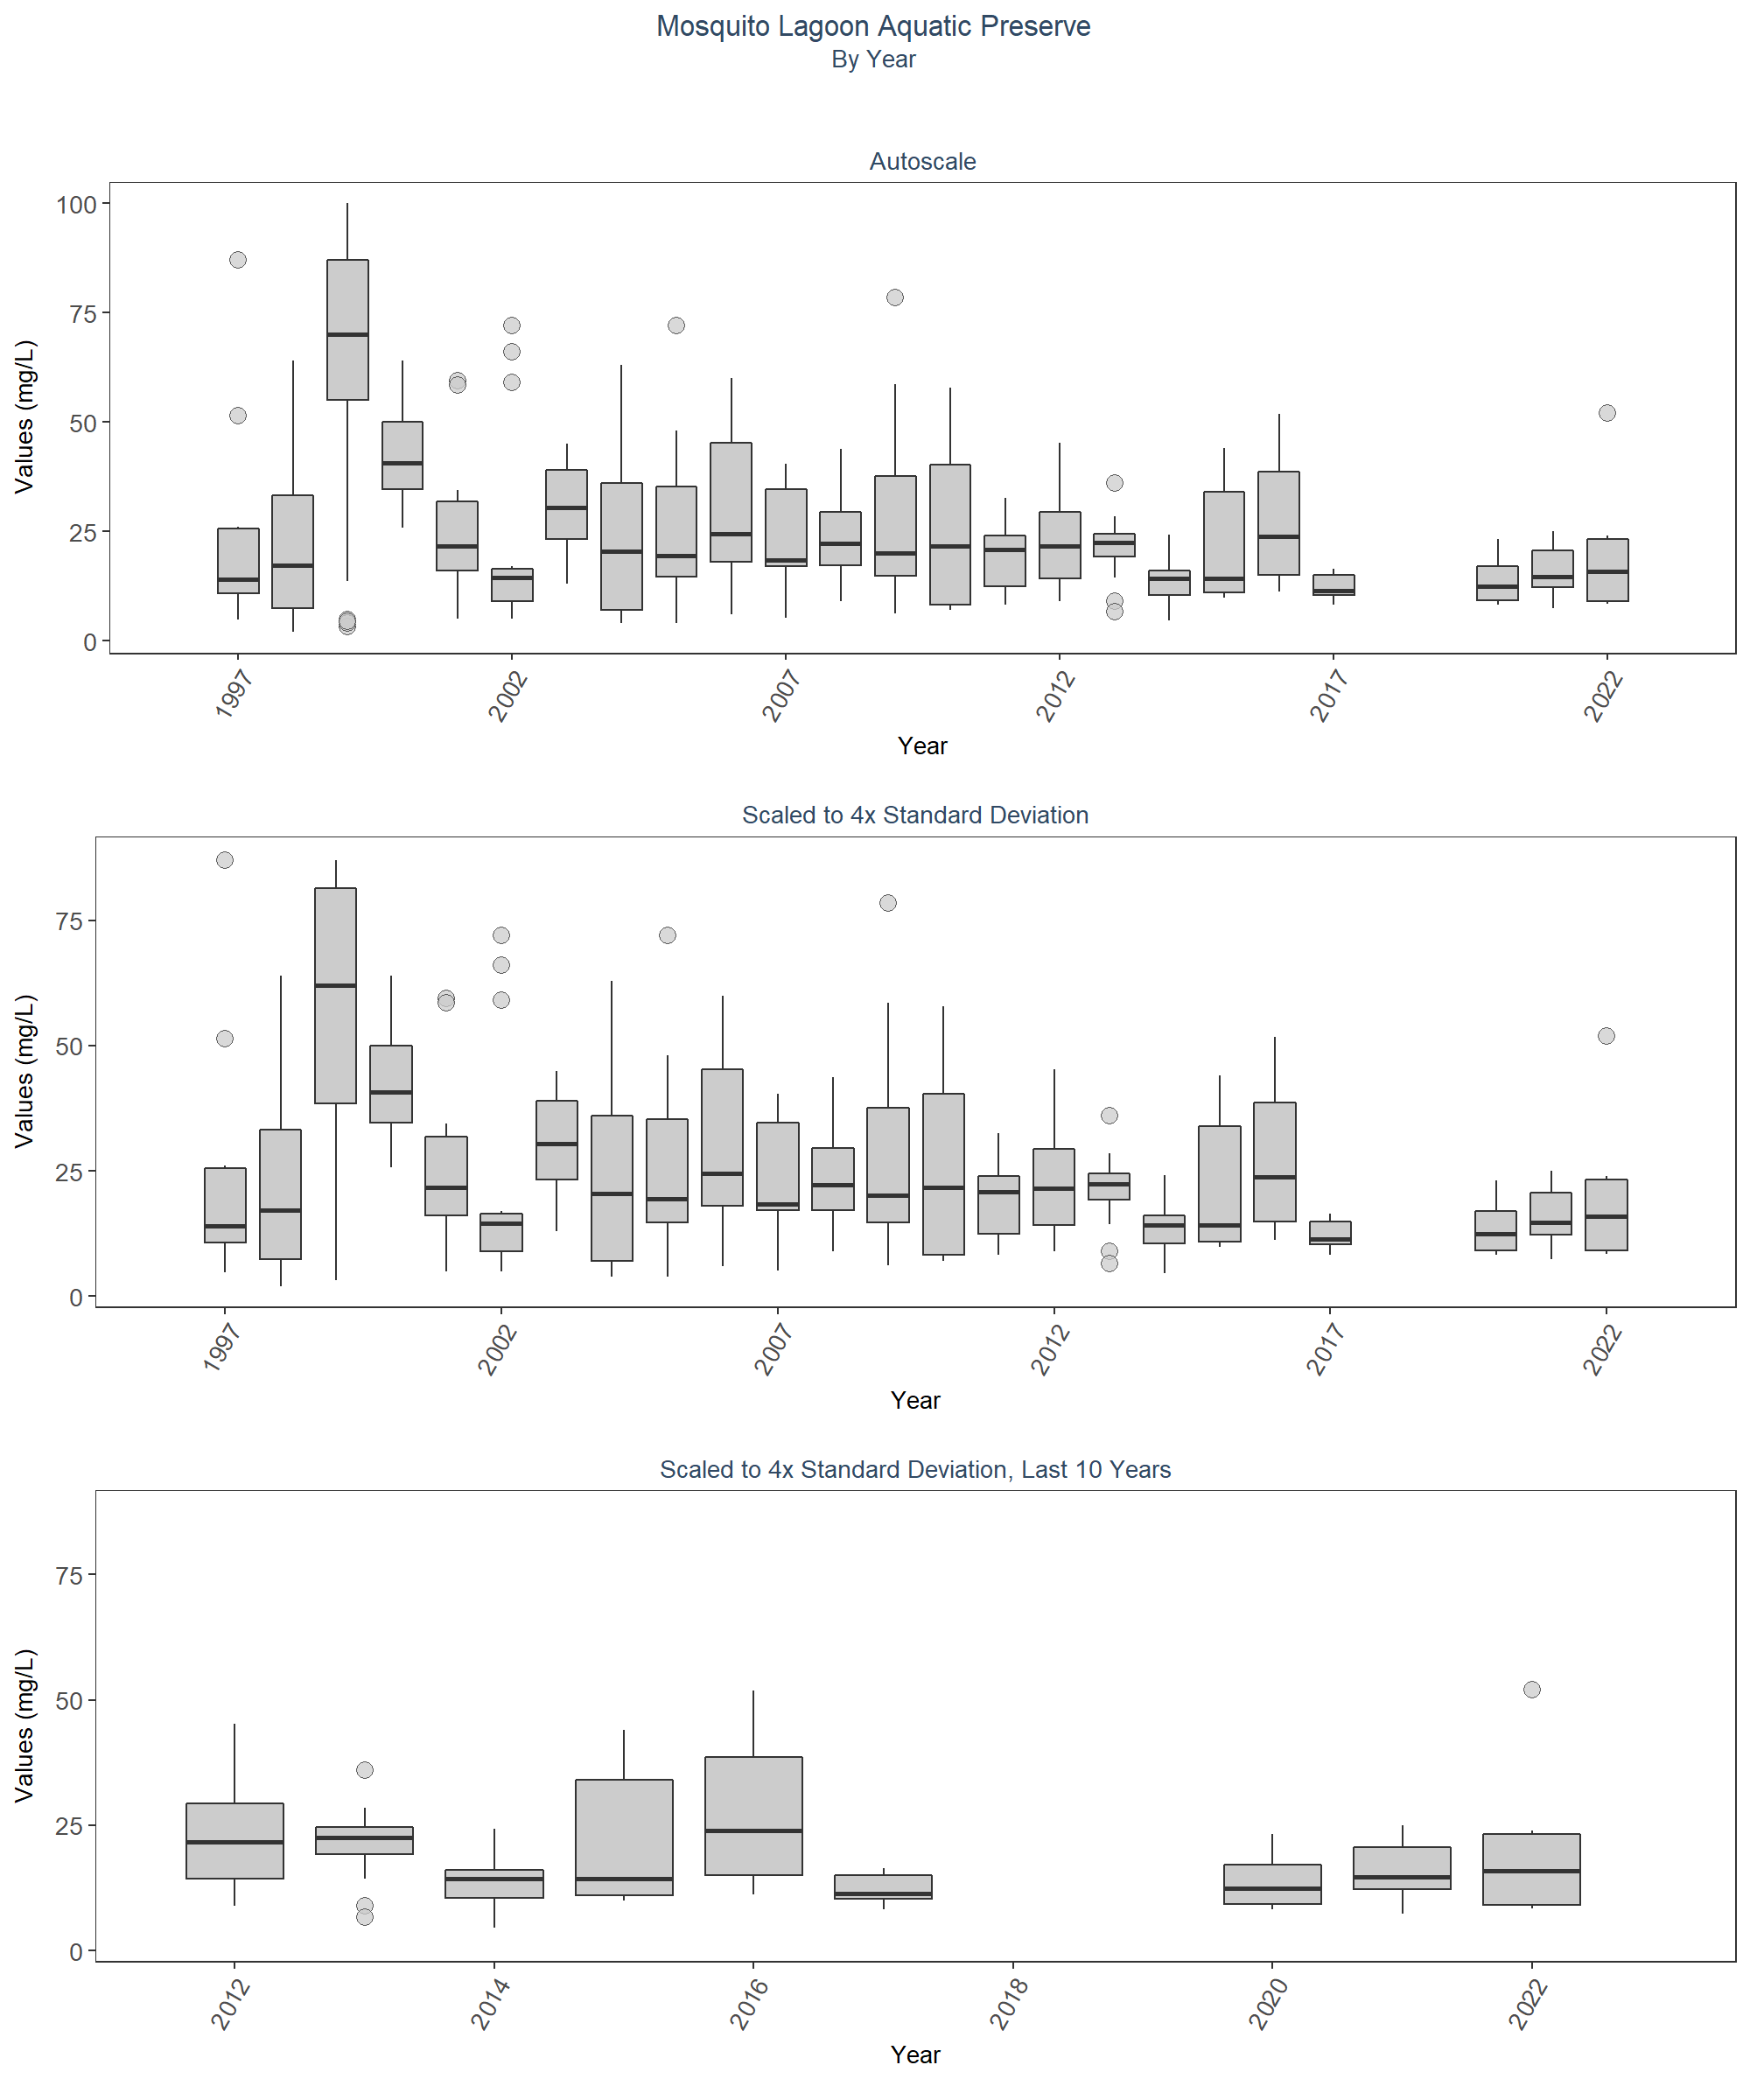 Mosquito Lagoon Aquatic Preserve
By Year
Autoscale
Values (mg/L)
100
75
50
25
0
1997
2002
2007
2012
2017
2022
Year
Scaled to 4x Standard Deviation
Values (mg/L)
75
50
25
0
1997
2002
2007
2012
2017
2022
Year
Scaled to 4x Standard Deviation, Last 10 Years
Values (mg/L)
75
50
25
0
2012
2014
2016
2018
2020
2022
Year